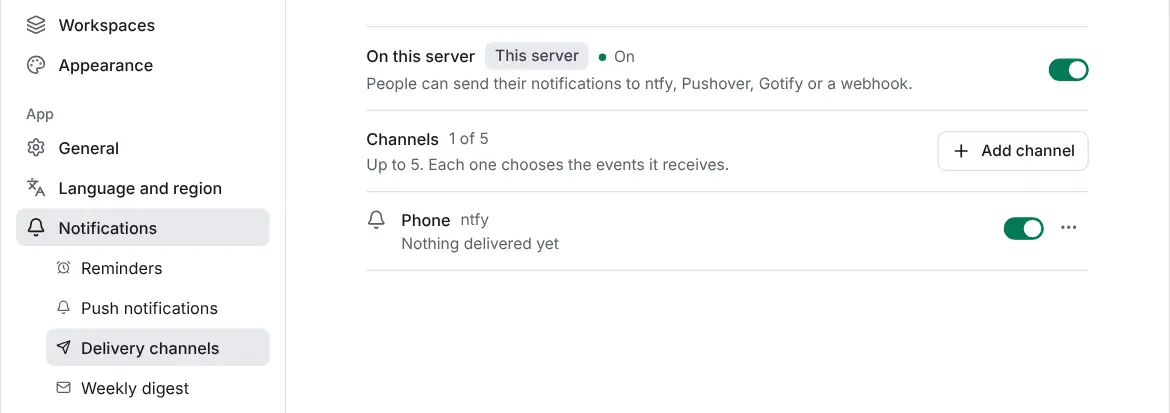 Workspaces
Appearance
App
General
Language and region
Notifications
Reminders
Push notifications
Delivery channels
Weekly digest
On this server This server On
People can send their notifications to ntfy, Pushover, Gotify or a webhook.
Channels 1 of 5
Up to 5. Each one chooses the events it receives.
Add channel
Phone ntfy
Nothing delivered yet